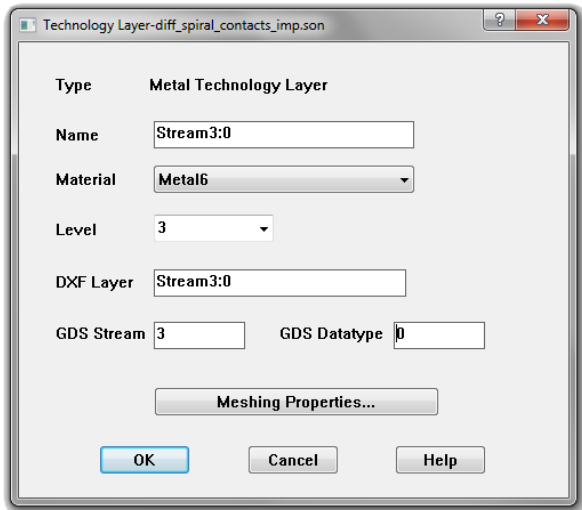 Technology Layer-diff_spiral_contacts_imp.son
Type Metal Technology Layer
Name Stream3:0
Material Metal6
Level 3
DXF Layer Stream3:0
GDS Stream 3 GDS Datatype 0
Meshing Properties...
OK Cancel Help